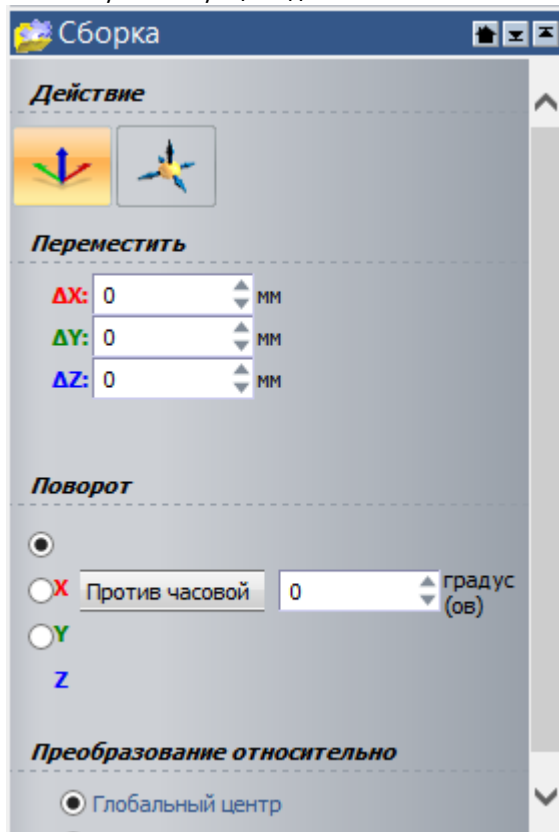 Сборка
Действие
Переместить
ΔX: 0 мм
ΔY: 0 мм
ΔZ: 0 мм
Поворот
X Против часовой 0 градус
(ов)
Y
Z
Преобразование относительно
Глобальный центр